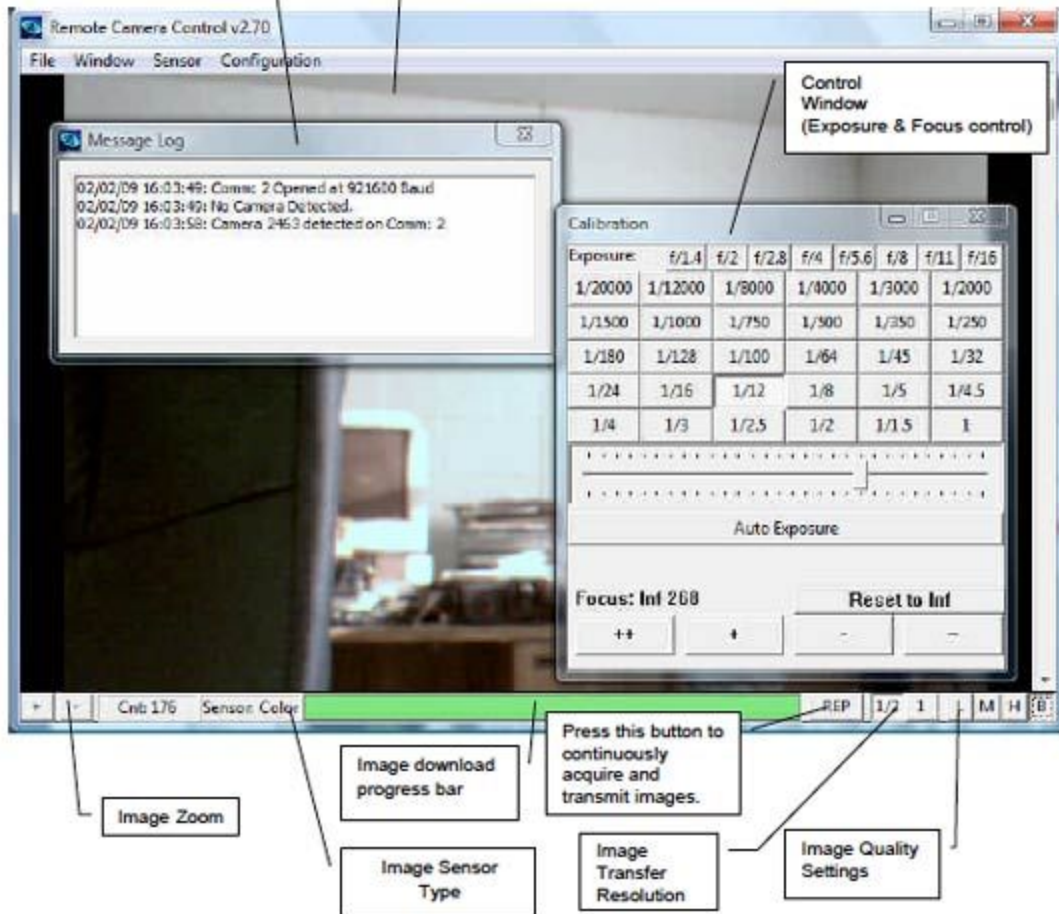 Remote Camera Control v2.70
File Window Sensor Configuration
Control
Window
(Exposure & Focus control)
Message Log
02/02/09 16:03:49: Comm: 2 Opened at 921600 Baud
02/02/09 16:03:49: No Camera Detected.
02/02/09 16:03:58: Camera 2463 detected on Comm: 2
Calibration
Exposure: f/1.4 f/2 f/2.8 f/4 f/5.6 f/8 f/11 f/16
1/20000 1/12000 1/8000 1/4000 1/3000 1/2000
1/1500 1/1000 1/750 1/500 1/350 1/250
1/180 1/128 1/100 1/64 1/45 1/32
1/24 1/16 1/12 1/8 1/5 1/4.5
1/4 1/3 1/2.5 1/2 1/1.5 1
Auto Exposure
Focus: Inf 268 Reset to Inf
++ + - --
+ - Cnt: 176 Sensor: Color REP 1/2 1 L M H B
Press this button to
continuously
acquire and
transmit images.
Image download
progress bar
Image Zoom
Image Sensor
Type
Image
Transfer
Resolution
Image Quality
Settings